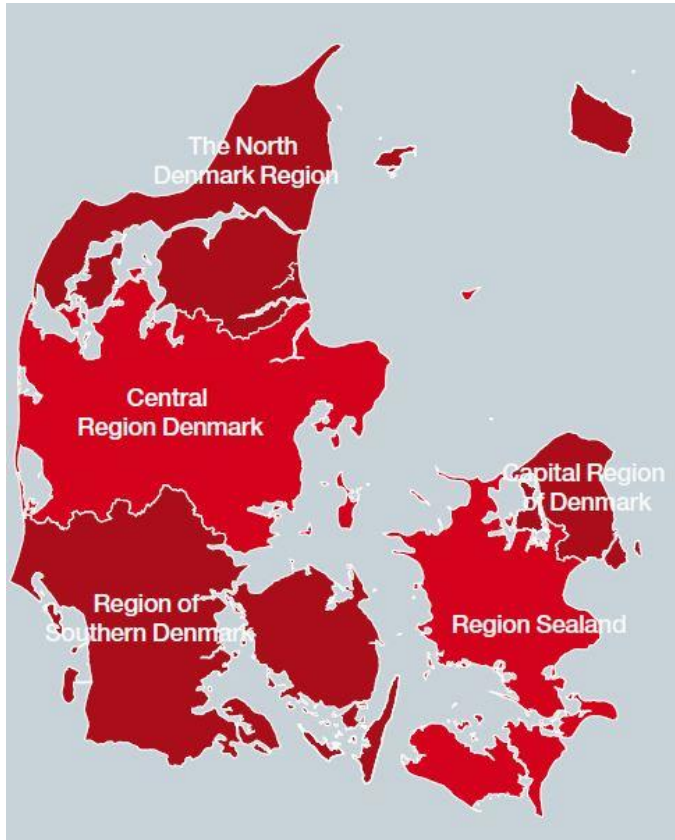 The North
Denmark Region
Central
Region Denmark
Capital Region
of Denmark
Region of
Southern Denmark
Region Sealand